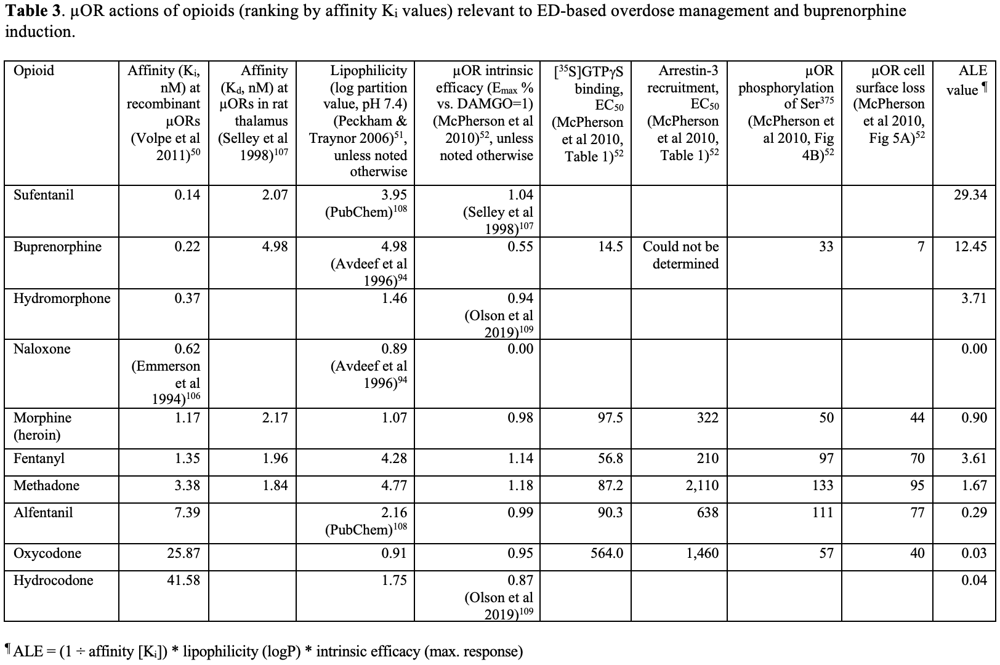 Table 3. µOR actions of opioids (ranking by affinity Ki values) relevant to ED-based overdose management and buprenorphine
induction.
Opioid
Affinity (Ki,
nM) at
recombinant
µORs
(Volpe et al
2011)50
Affinity
(Kd, nM) at
µORs in rat
thalamus
(Selley et al
1998)107
Lipophilicity
(log partition
value, pH 7.4)
(Peckham &
Traynor 2006)51,
unless noted
otherwise
µOR intrinsic
efficacy (Emax %
vs. DAMGO=1)
(McPherson et al
2010)52, unless
noted otherwise
[35S]GTPγS
binding,
EC50
(McPherson
et al 2010,
Table 1)52
Arrestin-3
recruitment,
EC50
(McPherson
et al 2010,
Table 1)52
µOR
phosphorylation
of Ser375
(McPherson et
al 2010, Fig
4B)52
µOR cell
surface loss
(McPherson
et al 2010,
Fig 5A)52
ALE
value ¶
Sufentanil
0.14
2.07
3.95
(PubChem)108
1.04
(Selley et al
1998)107
29.34
Buprenorphine
0.22
4.98
4.98
(Avdeef et al
1996)94
0.55
14.5
Could not be
determined
33
7
12.45
Hydromorphone
0.37
1.46
0.94
(Olson et al
2019)109
3.71
Naloxone
0.62
(Emmerson
et al
1994)106
0.89
(Avdeef et al
1996)94
0.00
0.00
Morphine
(heroin)
1.17
2.17
1.07
0.98
97.5
322
50
44
0.90
Fentanyl
1.35
1.96
4.28
1.14
56.8
210
97
70
3.61
Methadone
3.38
1.84
4.77
1.18
87.2
2,110
133
95
1.67
Alfentanil
7.39
2.16
(PubChem)108
0.99
90.3
638
111
77
0.29
Oxycodone
25.87
0.91
0.95
564.0
1,460
57
40
0.03
Hydrocodone
41.58
1.75
0.87
(Olson et al
2019)109
0.04
¶ ALE = (1 ÷ affinity [Ki]) * lipophilicity (logP) * intrinsic efficacy (max. response)